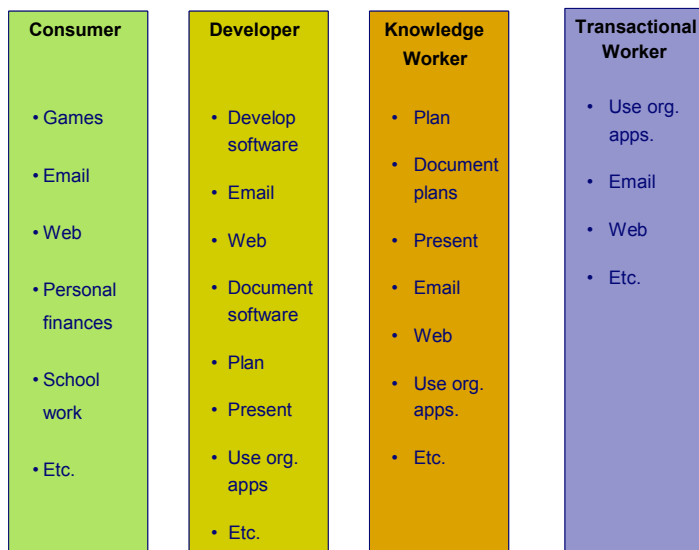 Consumer
• Games
• Email
• Web
• Personal
finances
• School
work
• Etc.
Developer
• Develop
software
• Email
• Web
• Document
software
• Plan
• Present
• Use org.
apps
• Etc.
Knowledge
Worker
• Plan
• Document
plans
• Present
• Email
• Web
• Use org.
apps.
• Etc.
Transactional
Worker
• Use org.
apps.
• Email
• Web
• Etc.